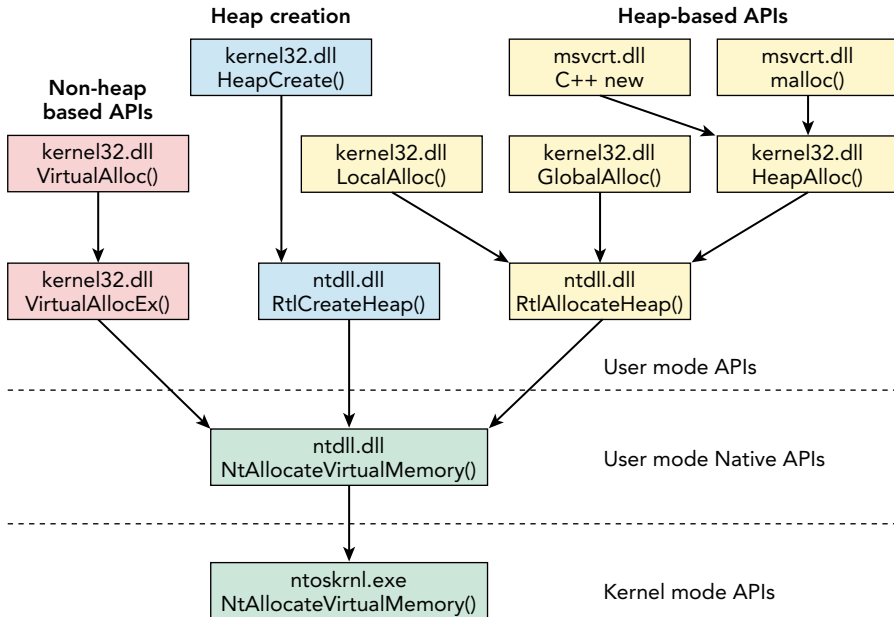 Heap creation
Heap-based APIs
kernel32.dll
HeapCreate()
msvcrt.dll
C++ new
msvcrt.dll
malloc()
Non-heap
based APIs
kernel32.dll
VirtualAlloc()
kernel32.dll
LocalAlloc()
kernel32.dll
GlobalAlloc()
kernel32.dll
HeapAlloc()
kernel32.dll
VirtualAllocEx()
ntdll.dll
RtlCreateHeap()
ntdll.dll
RtlAllocateHeap()
User mode APIs
ntdll.dll
NtAllocateVirtualMemory()
User mode Native APIs
ntoskrnl.exe
NtAllocateVirtualMemory()
Kernel mode APIs